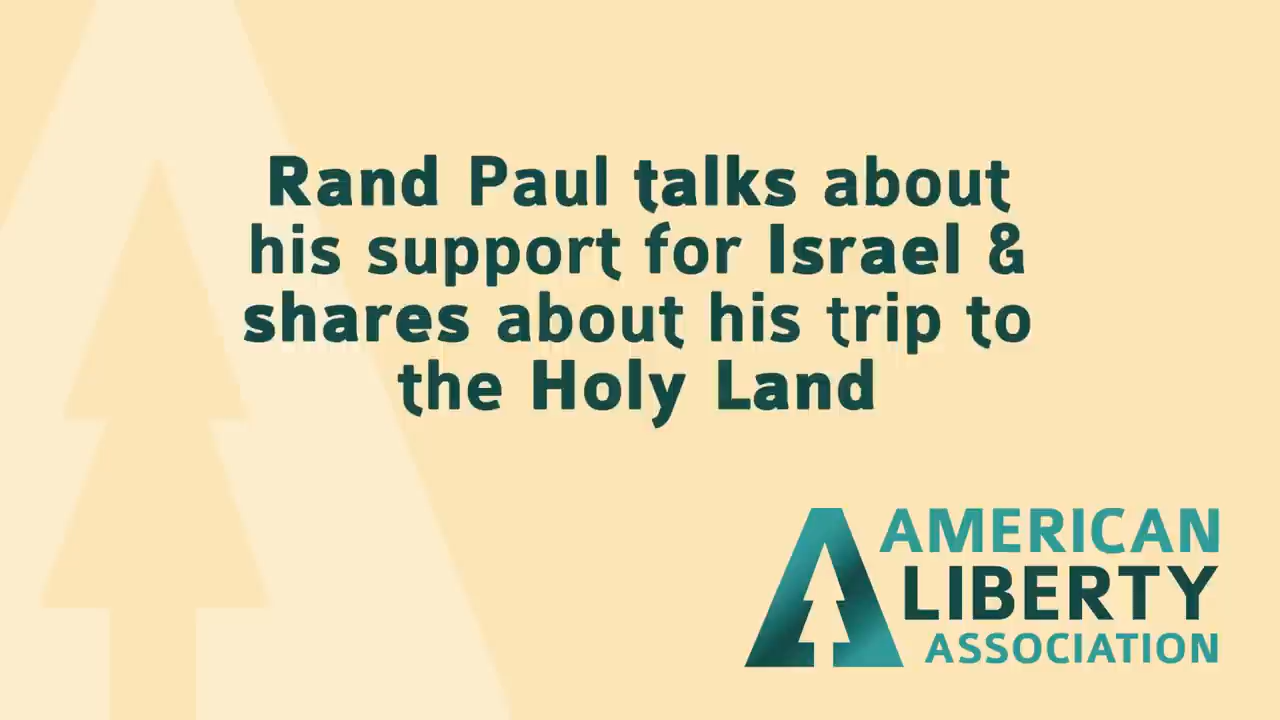 Rand Paul talks about
his support for Israel &
shares about his trip to
the Holy Land
AMERICAN
LIBERTY
ASSOCIATION